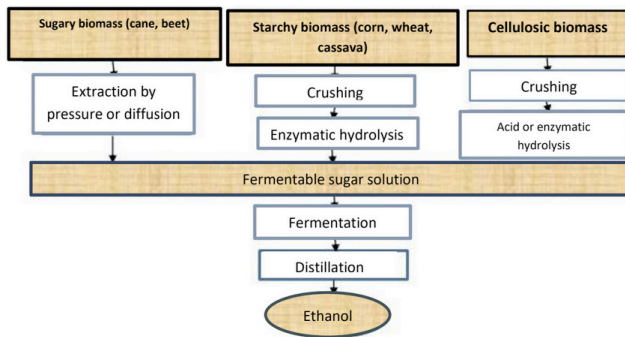 Sugary biomass (cane, beet)
Starchy biomass (corn, wheat,
cassava)
Cellulosic biomass
Extraction by
pressure or diffusion
Crushing
Crushing
Enzymatic hydrolysis
Acid or enzymatic
hydrolysis
Fermentable sugar solution
Fermentation
Distillation
Ethanol